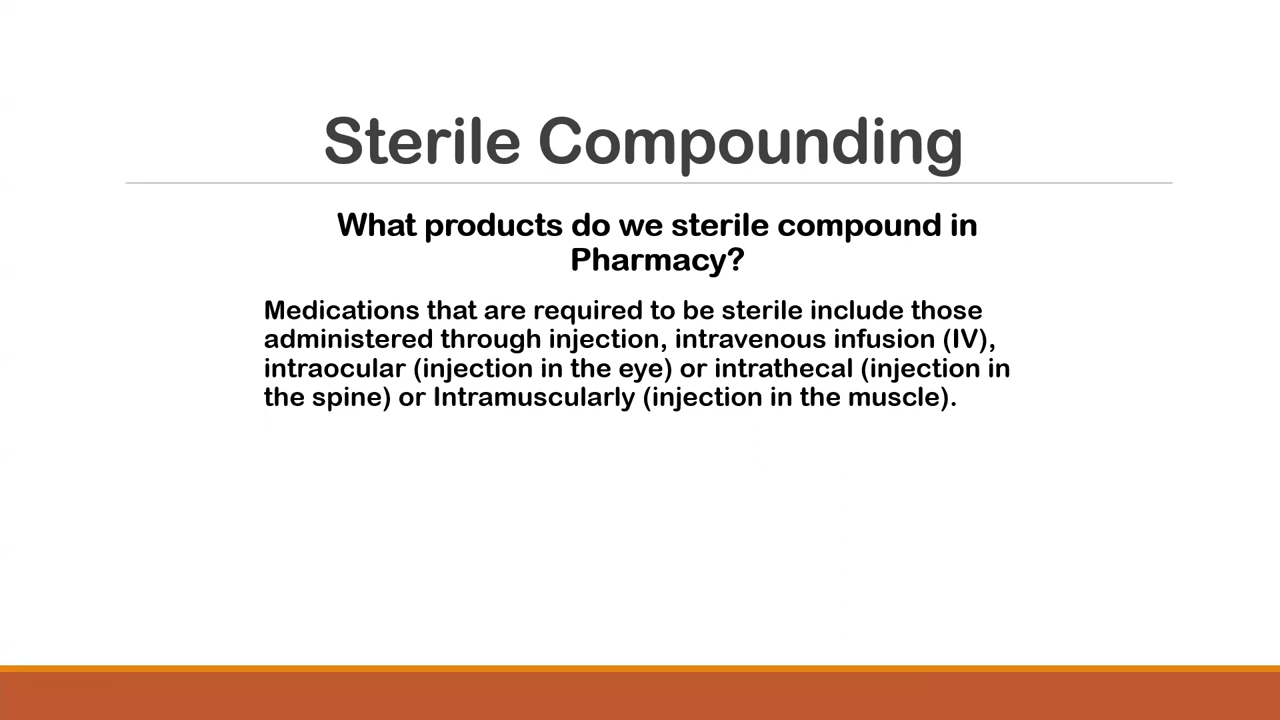 Sterile Compounding
What products do we sterile compound in
Pharmacy?
Medications that are required to be sterile include those
administered through injection, intravenous infusion (IV),
intraocular (injection in the eye) or intrathecal (injection in
the spine) or Intramuscularly (injection in the muscle).